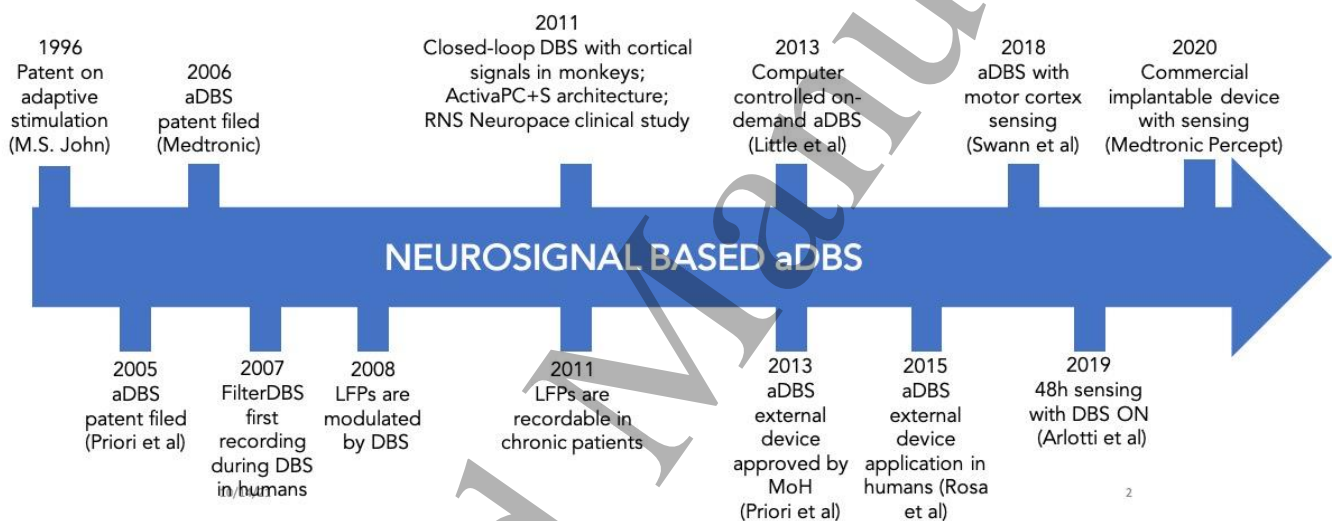 1996
Patent on
adaptive
stimulation
(M.S. John)
2006
aDBS
patent filed
(Medtronic)
2011
Closed-loop DBS with cortical
signals in monkeys;
ActivaPC+S architecture;
RNS Neuropace clinical study
2013
Computer
controlled on-
demand aDBS
(Little et al)
2018
aDBS with
motor cortex
sensing
(Swann et al)
2020
Commercial
implantable device
with sensing
(Medtronic Percept)
NEUROSIGNAL BASED aDBS
2005
aDBS
patent filed
(Priori et al)
2007
FilterDBS
first
recording
during DBS
in humans
2008
LFPs are
modulated
by DBS
2011
LFPs are
recordable in
chronic patients
2013
aDBS
external
device
approved by
MoH
(Priori et al)
2015
aDBS
external
device
application in
humans (Rosa
et al)
2019
48h sensing
with DBS ON
(Arlotti et al)
2
d Manu